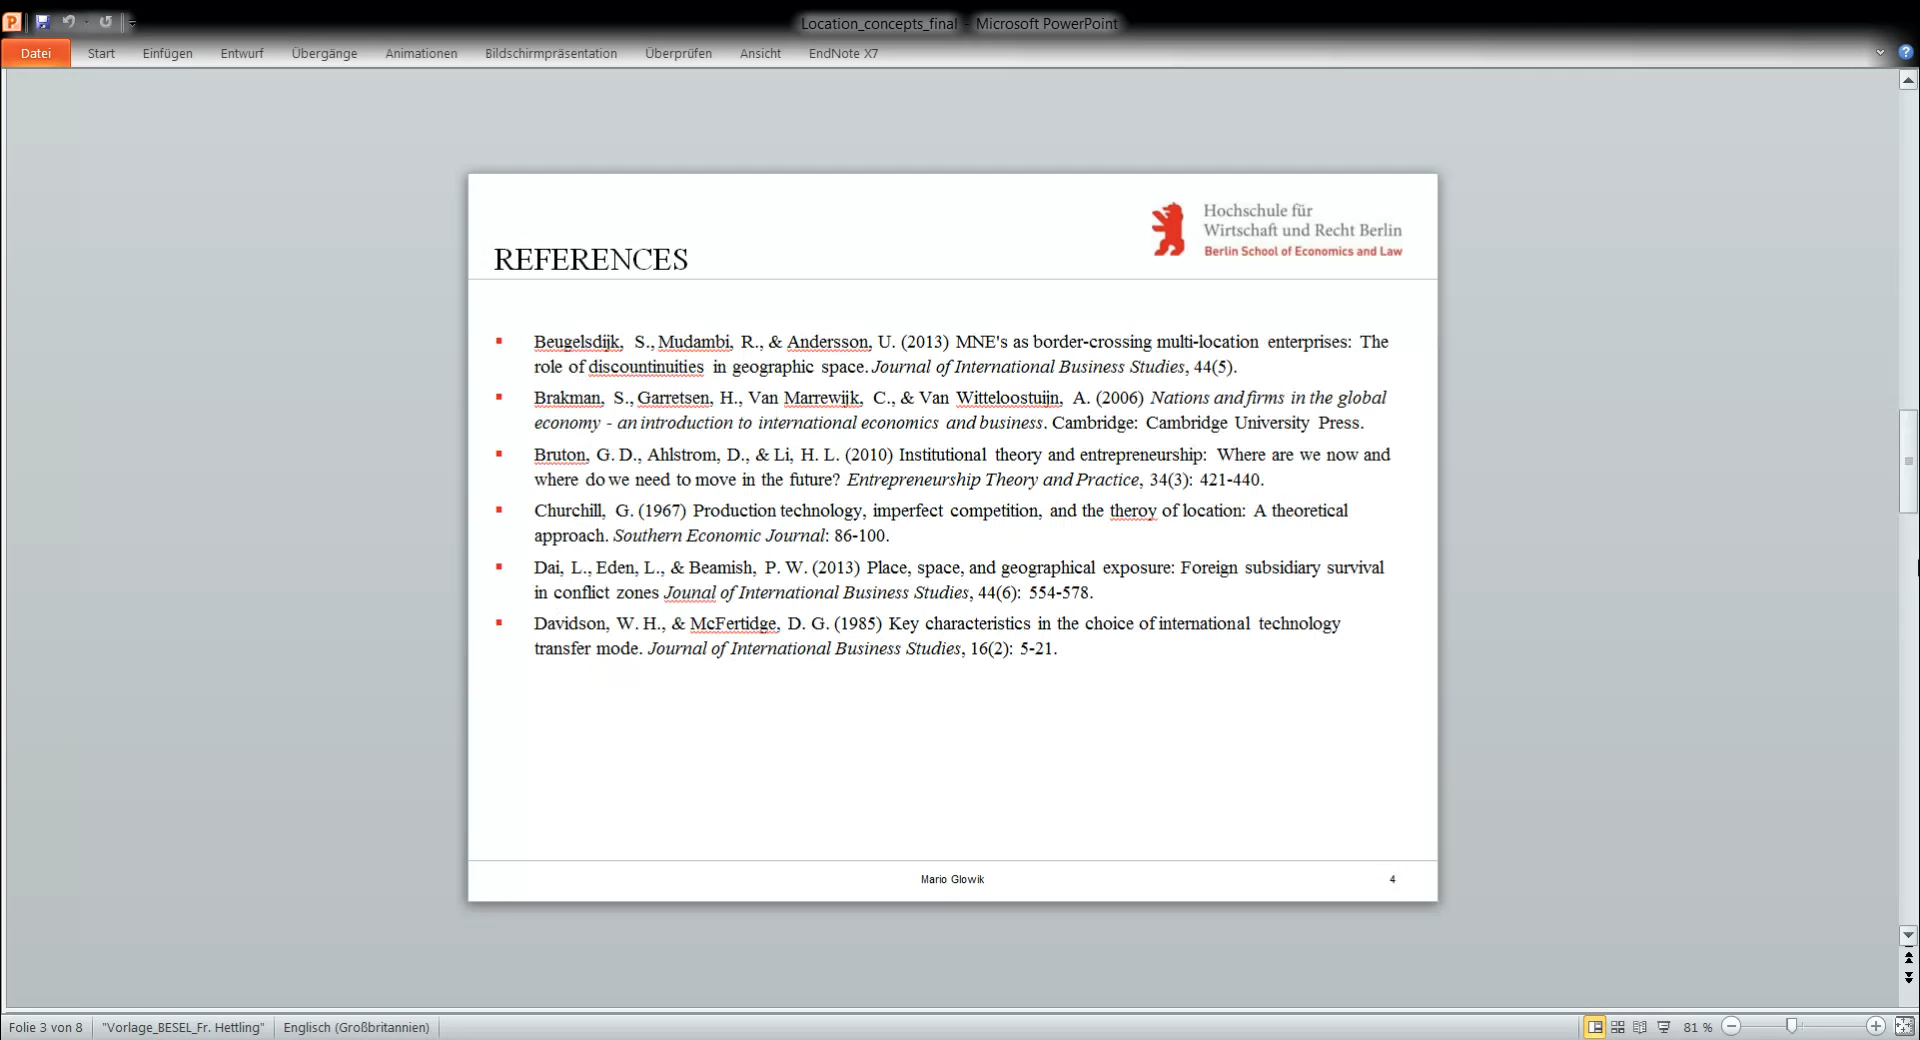 Location_concepts_final - Microsoft PowerPoint
Datei Start Einfügen Entwurf Übergänge Animationen Bildschirmpräsentation Überprüfen Ansicht EndNote X7
Hochschule für
Wirtschaft und Recht Berlin
Berlin School of Economics and Law
REFERENCES
Beugelsdijk, S., Mudambi, R., & Andersson, U. (2013) MNE's as border-crossing multi-location enterprises: The
role of discountinuities in geographic space. Journal of International Business Studies, 44(5).
Brakman, S., Garretsen, H., Van Marrewijk, C., & Van Witteloostuijn, A. (2006) Nations and firms in the global
economy - an introduction to international economics and business. Cambridge: Cambridge University Press.
Bruton, G. D., Ahlstrom, D., & Li, H. L. (2010) Institutional theory and entrepreneurship: Where are we now and
where do we need to move in the future? Entrepreneurship Theory and Practice, 34(3): 421-440.
Churchill, G. (1967) Production technology, imperfect competition, and the theroy of location: A theoretical
approach. Southern Economic Journal: 86-100.
Dai, L., Eden, L., & Beamish, P. W. (2013) Place, space, and geographical exposure: Foreign subsidiary survival
in conflict zones Jounal of International Business Studies, 44(6): 554-578.
Davidson, W. H., & McFertidge, D. G. (1985) Key characteristics in the choice of international technology
transfer mode. Journal of International Business Studies, 16(2): 5-21.
Mario Glowik 4
Folie 3 von 8 "Vorlage_BESEL_Fr. Hettling" Englisch (Großbritannien) 81 %